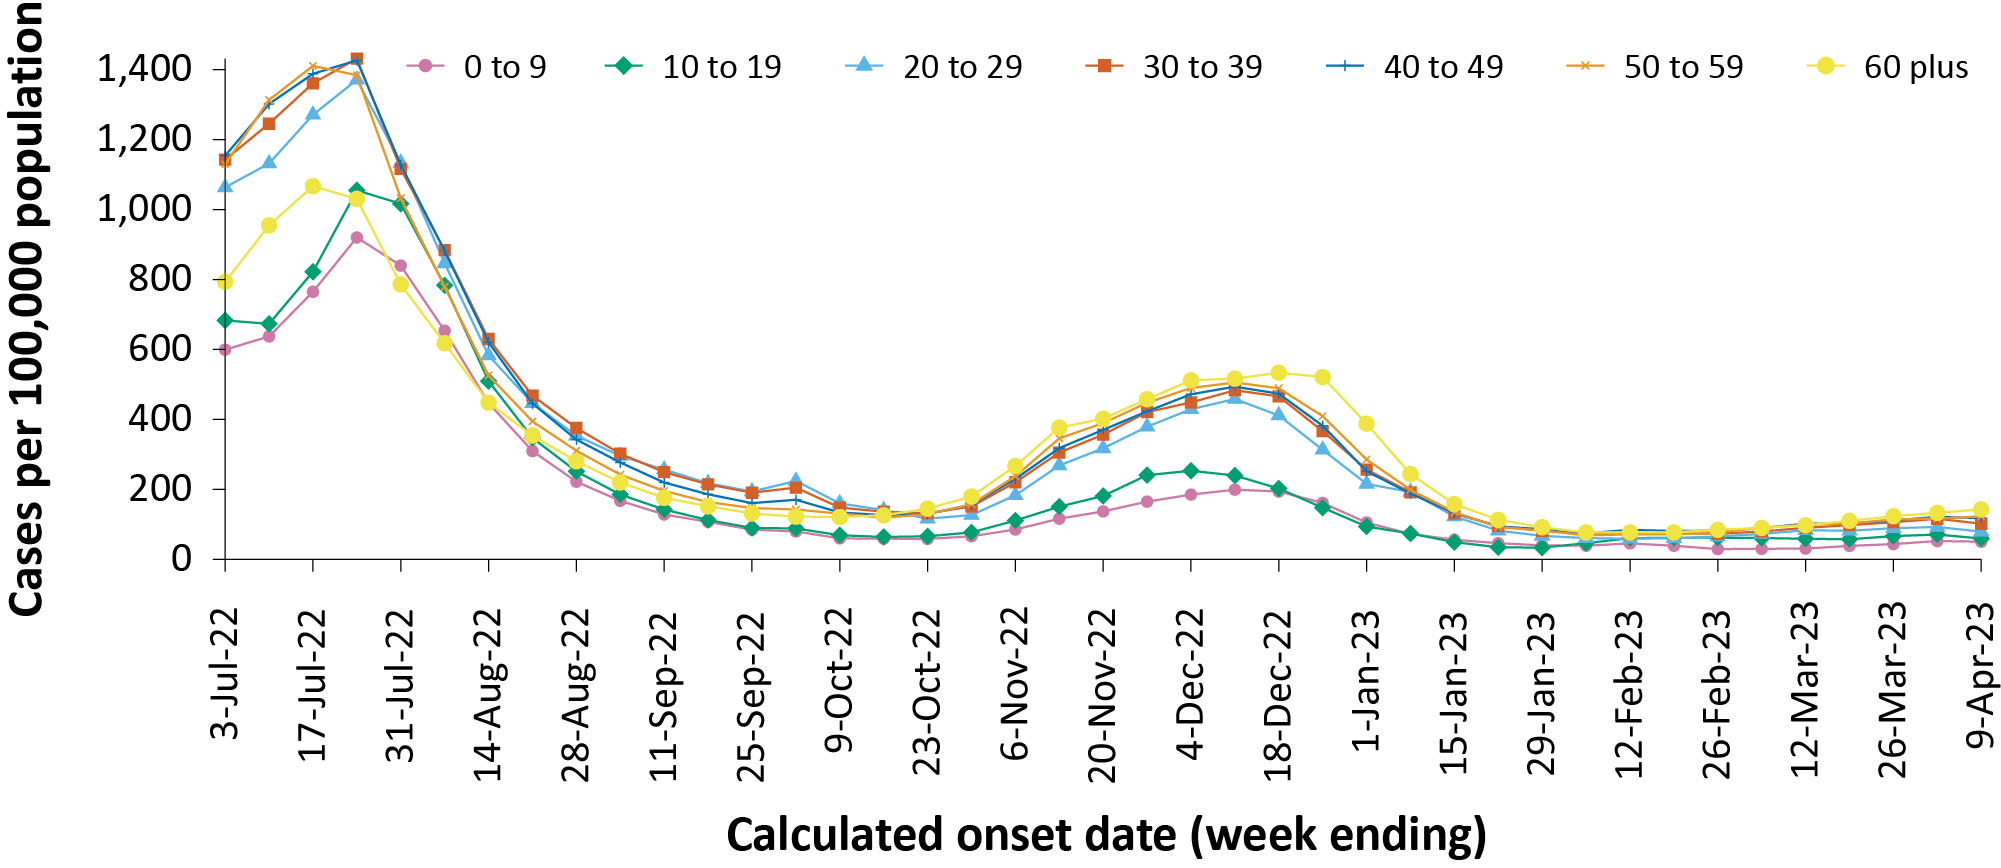 Cases per 100,000 population
1,400
1,200
1,000
800
600
400
200
0
0 to 9
10 to 19
20 to 29
30 to 39
40 to 49
50 to 59
60 plus
3-Jul-22
17-Jul-22
31-Jul-22
14-Aug-22
28-Aug-22
11-Sep-22
25-Sep-22
9-Oct-22
23-Oct-22
6-Nov-22
20-Nov-22
4-Dec-22
18-Dec-22
1-Jan-23
15-Jan-23
29-Jan-23
12-Feb-23
26-Feb-23
12-Mar-23
26-Mar-23
9-Apr-23
Calculated onset date (week ending)